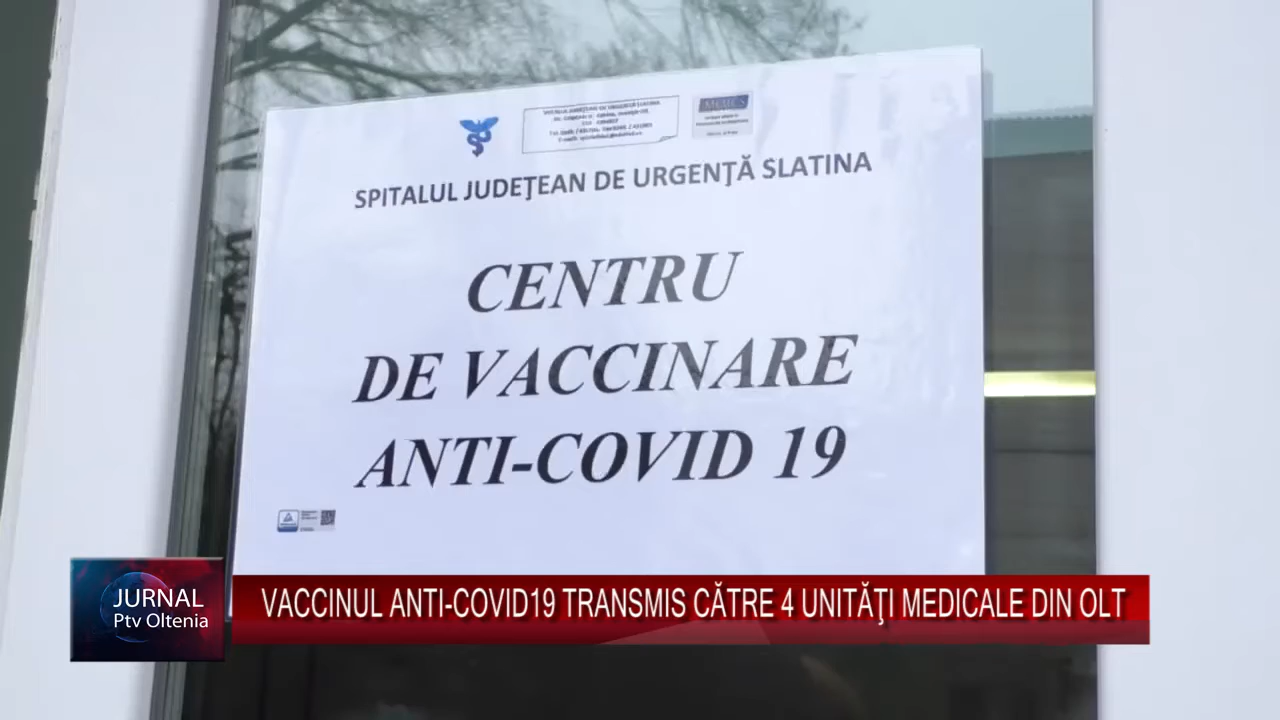 SPITALUL JUDEŢEAN DE URGENŢĂ SLATINA
CENTRU
DE VACCINARE
ANTI-COVID 19
JURNAL
Ptv Oltenia
VACCINUL ANTI-COVID19 TRANSMIS CĂTRE 4 UNITĂŢI MEDICALE DIN OLT